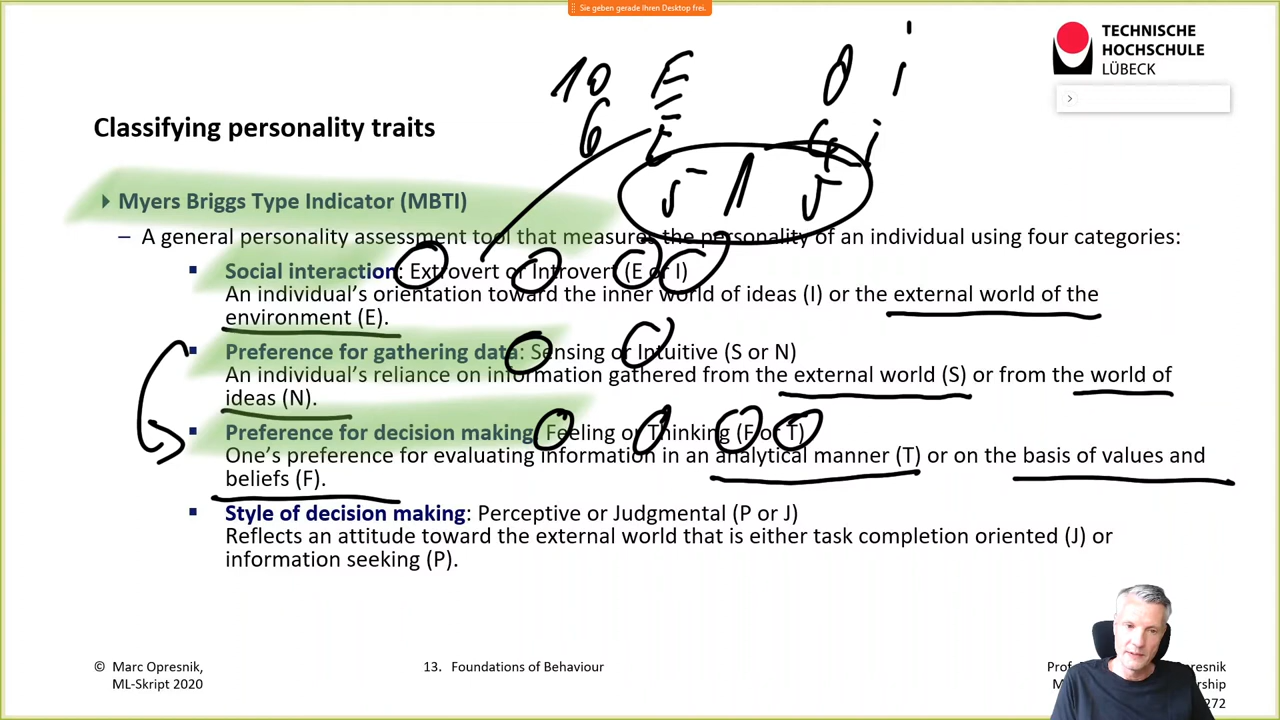 Sie geben gerade Ihren Desktop frei.
TECHNISCHE
HOCHSCHULE
LÜBECK
10 E 0 i
6 E 4 i
5 1 5
Classifying personality traits
Myers Briggs Type Indicator (MBTI)
– A general personality assessment tool that measures the personality of an individual using four categories:
Social interaction: Extrovert or Introvert (E or I)
An individual's orientation toward the inner world of ideas (I) or the external world of the
environment (E).
Preference for gathering data: Sensing or Intuitive (S or N)
An individual's reliance on information gathered from the external world (S) or from the world of
ideas (N).
Preference for decision making: Feeling or Thinking (F or T)
One's preference for evaluating information in an analytical manner (T) or on the basis of values and
beliefs (F).
Style of decision making: Perceptive or Judgmental (P or J)
Reflects an attitude toward the external world that is either task completion oriented (J) or
information seeking (P).
© Marc Opresnik,
ML-Skript 2020
13. Foundations of Behaviour